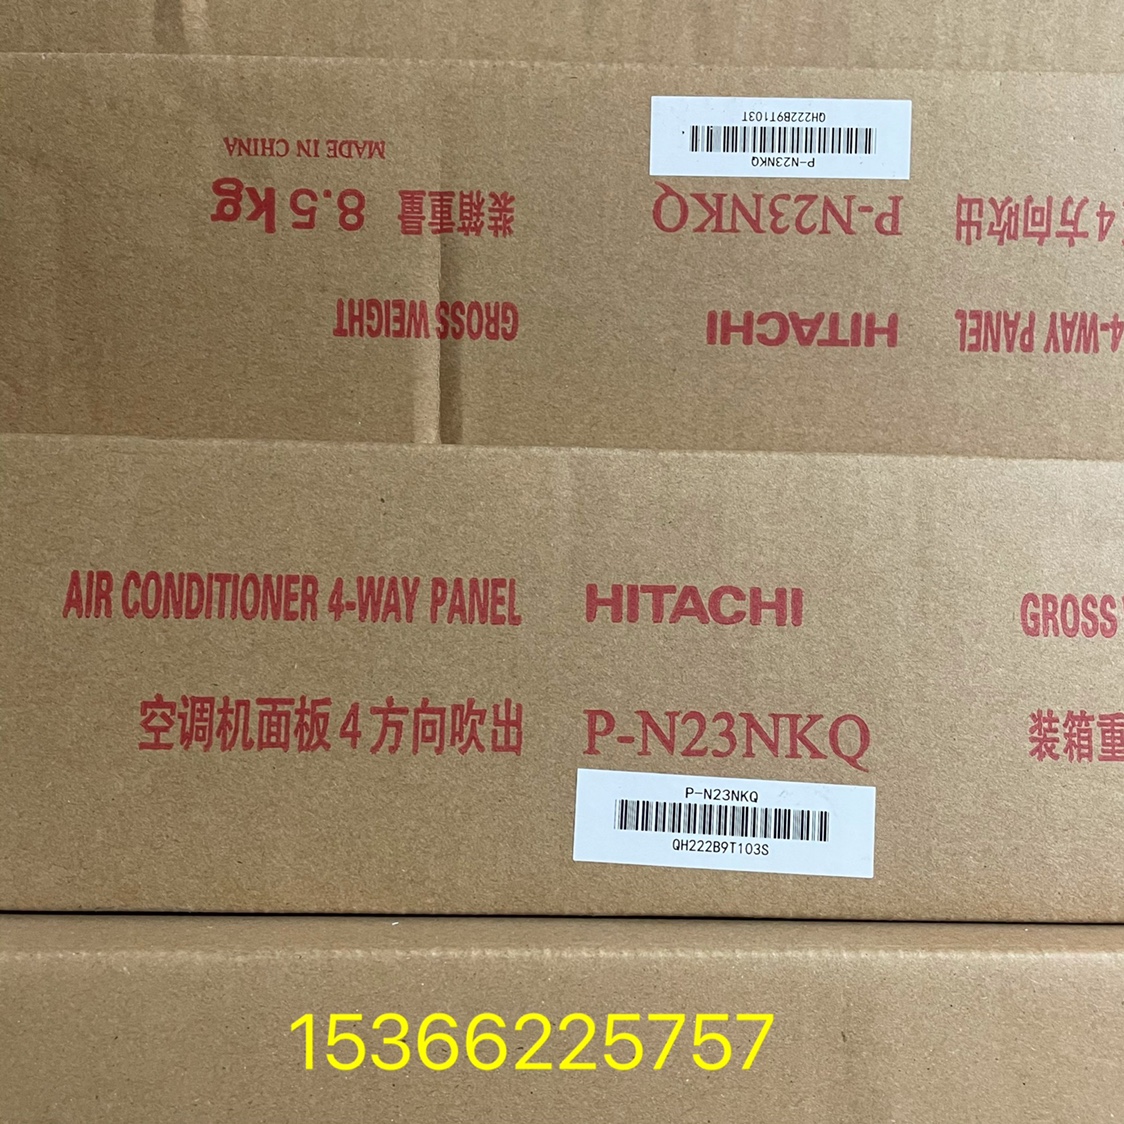 QH222B9T103T
P-N23NKQ
MADE IN CHINA
装箱重量 8.5kg
P-N23NKQ
4方向吹出
GROSS WEIGHT
HITACHI
4-WAY PANEL
AIR CONDITIONER 4-WAY PANEL
HITACHI
GROSS
空调机面板4方向吹出
P-N23NKQ
装箱重
P-N23NKQ
QH222B9T103S
15366225757